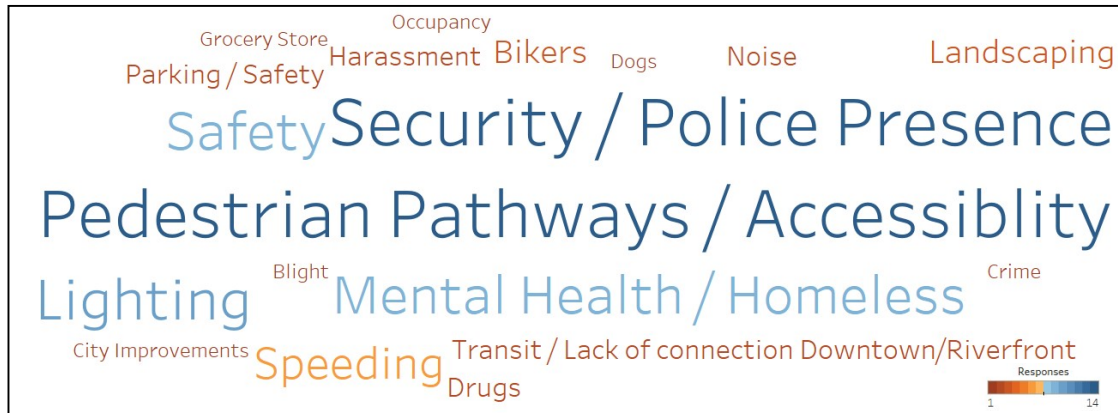 Occupancy
Grocery Store
Harassment
Bikers
Dogs
Noise
Landscaping
Parking / Safety
Safety
Security / Police Presence
Pedestrian Pathways / Accessiblity
Blight
Crime
Lighting
Mental Health / Homeless
City Improvements
Speeding
Transit / Lack of connection Downtown/Riverfront
Drugs
Responses
1 14